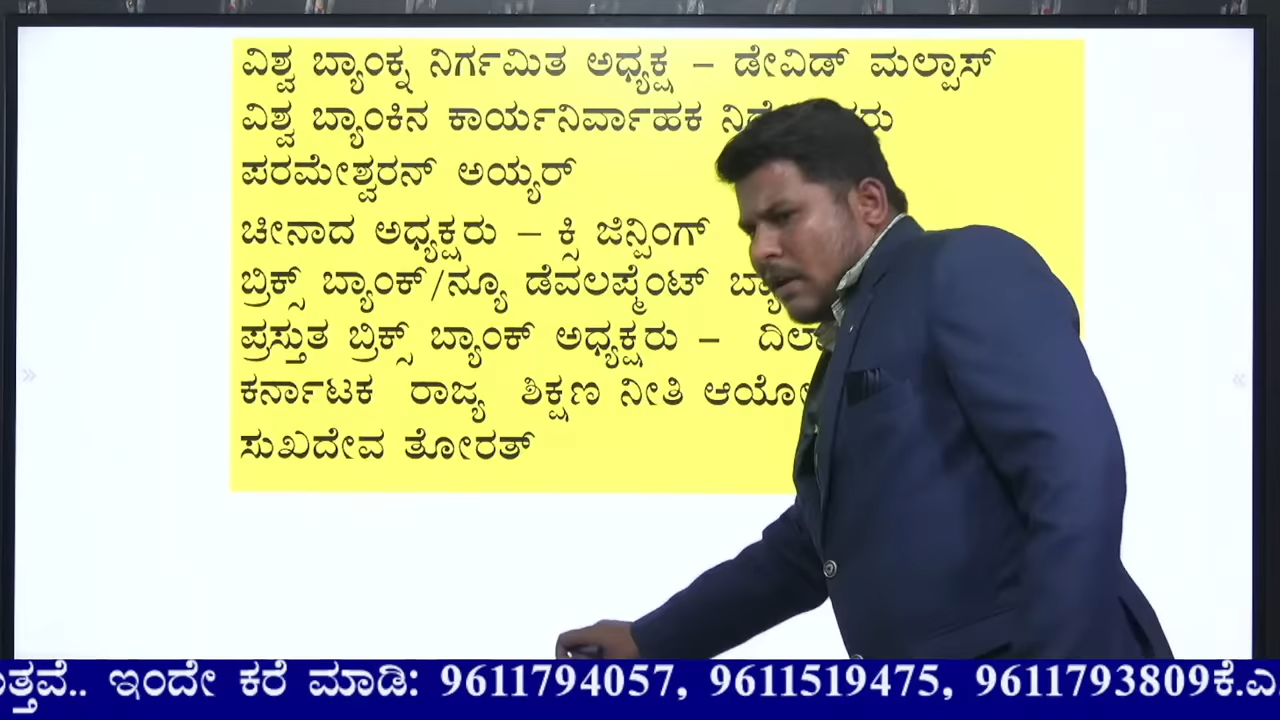 ವಿಶ್ವ ಬ್ಯಾಂಕ್ನ ನಿರ್ಗಮಿತ ಅಧ್ಯಕ್ಷ – ಡೇವಿಡ್ ಮಲ್ಪಾಸ್
ವಿಶ್ವ ಬ್ಯಾಂಕಿನ ಕಾರ್ಯನಿರ್ವಾಹಕ
ಪರಮೇಶ್ವರನ್ ಅಯ್ಯರ್
ಚೀನಾದ ಅಧ್ಯಕ್ಷರು – ಕ್ಸಿ ಜಿನ್ಪಿಂಗ್
ಬ್ರಿಕ್ಸ್ ಬ್ಯಾಂಕ್/ನ್ಯೂ ಡೆವಲಪ್ಮೆಂಟ್
ಪ್ರಸ್ತುತ ಬ್ರಿಕ್ಸ್ ಬ್ಯಾಂಕ್ ಅಧ್ಯಕ್ಷರು –
ಕರ್ನಾಟಕ ರಾಜ್ಯ ಶಿಕ್ಷಣ ನೀತಿ
ಸುಖದೇವ ತೋರತ್
ಇಂದೇ ಕರೆ ಮಾಡಿ: 9611794057, 9611519475, 9611793809ಕೆ.ಎ.